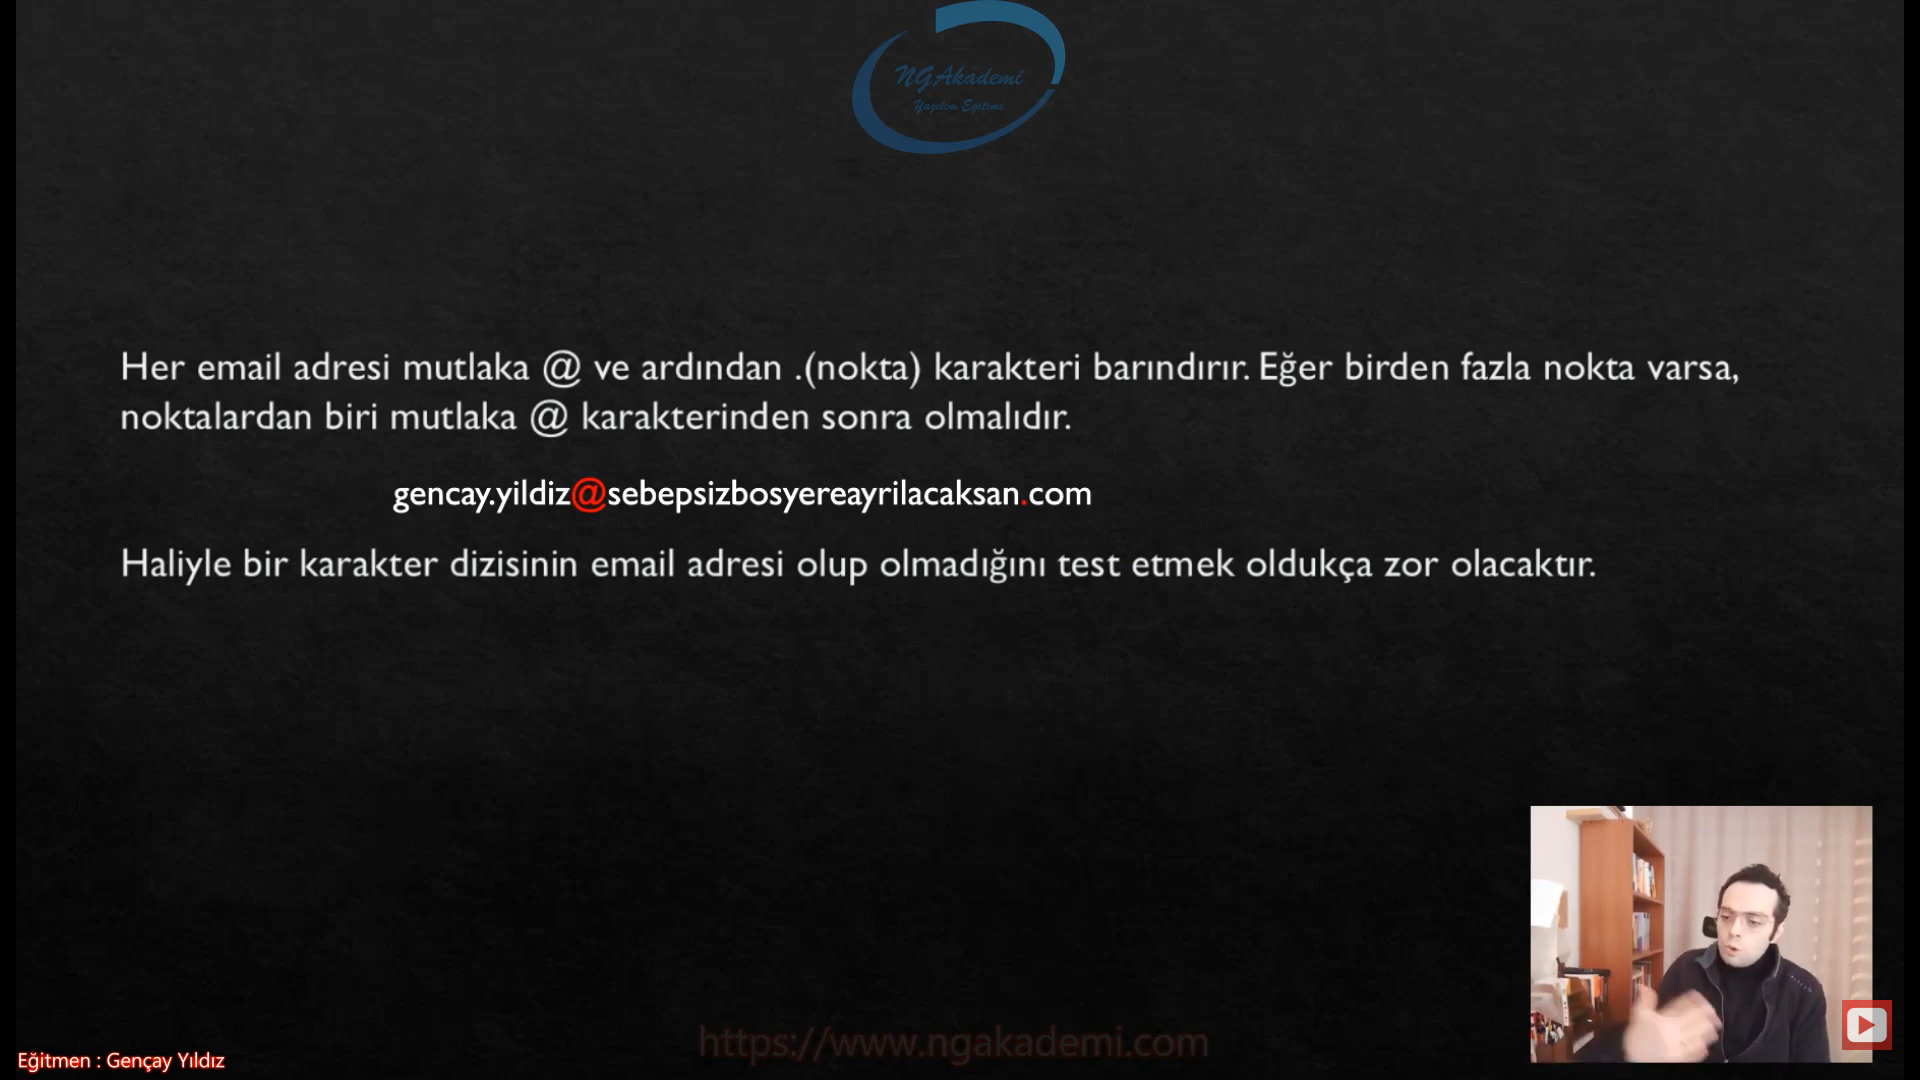 NGAkademi
Yazılım Eğitimi
Her email adresi mutlaka @ ve ardından .(nokta) karakteri barındırır. Eğer birden fazla nokta varsa,
noktalardan biri mutlaka @ karakterinden sonra olmalıdır.
gencay.yildiz@sebepsizbosyereayrilacaksan.com
Haliyle bir karakter dizisinin email adresi olup olmadığını test etmek oldukça zor olacaktır.
https://www.ngakademi.com
Eğitmen : Gençay Yıldız